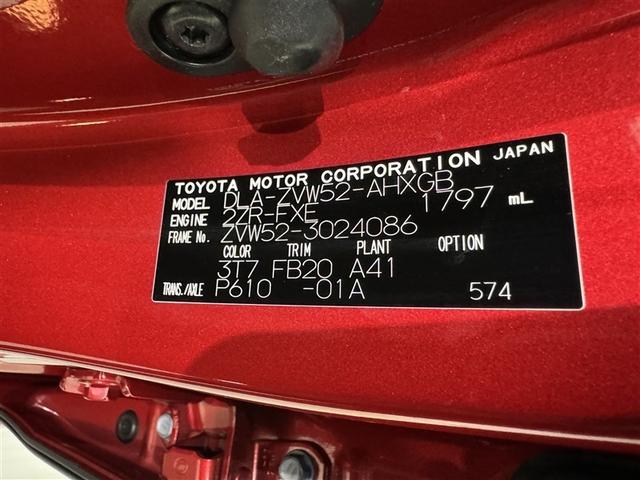 TOYOTA MOTOR CORPORATION JAPAN
MODEL DLA-ZVW52-AHXGB
ENGINE 2ZR-FXE 1797 mL
FRAME No. ZVW52-3024086
COLOR TRIM PLANT OPTION
3T7 FB20 A41
TRANS./AXLE P610 -01A 574